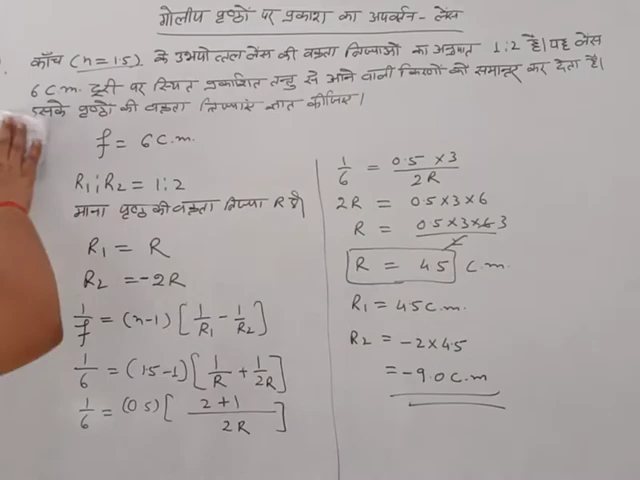 गोलीय पृष्ठों पर प्रकाश का अपवर्तन - लेंस
काँच (n = 1.5) के उभयोत्तल लेंस की वक्रता त्रिज्याओं का अनुपात 1:2 है। यह लेंस
6 c.m. दूरी पर स्थित प्रकाशित तन्तु से आने वाली किरणों को समान्तर कर देता है।
इसके पृष्ठों की वक्रता त्रिज्याएं ज्ञात कीजिए।
f = 6 c.m.
R₁ : R₂ = 1 : 2
माना पृष्ठ की वक्रता त्रिज्या R है।
R₁ = R
R₂ = -2R
1/f = (n-1) [1/R₁ - 1/R₂]
1/6 = (1.5-1) [1/R + 1/2R]
1/6 = (0.5) [2+1 / 2R]
1/6 = 0.5 × 3 / 2R
2R = 0.5 × 3 × 6
R = 0.5 × 3 × 6 3 / 2
R = 4.5 c.m.
R₁ = 4.5 c.m.
R₂ = -2 × 4.5
= -9.0 c.m